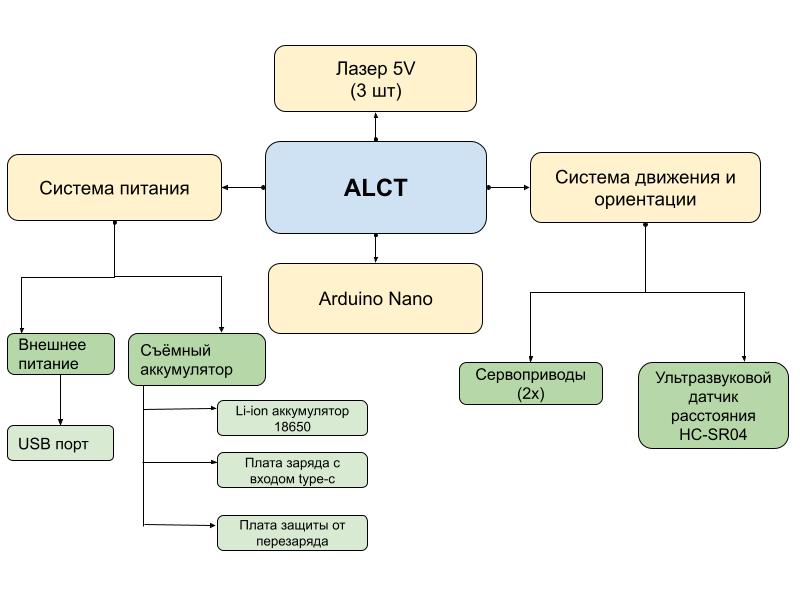 Лазер 5V
(3 шт)
Система питания
ALCT
Система движения и
ориентации
Arduino Nano
Внешнее
питание
Съёмный
аккумулятор
Сервоприводы
(2x)
Ультразвуковой
датчик
расстояния
HC-SR04
USB порт
Li-ion аккумулятор
18650
Плата заряда с
входом type-c
Плата защиты от
перезаряда